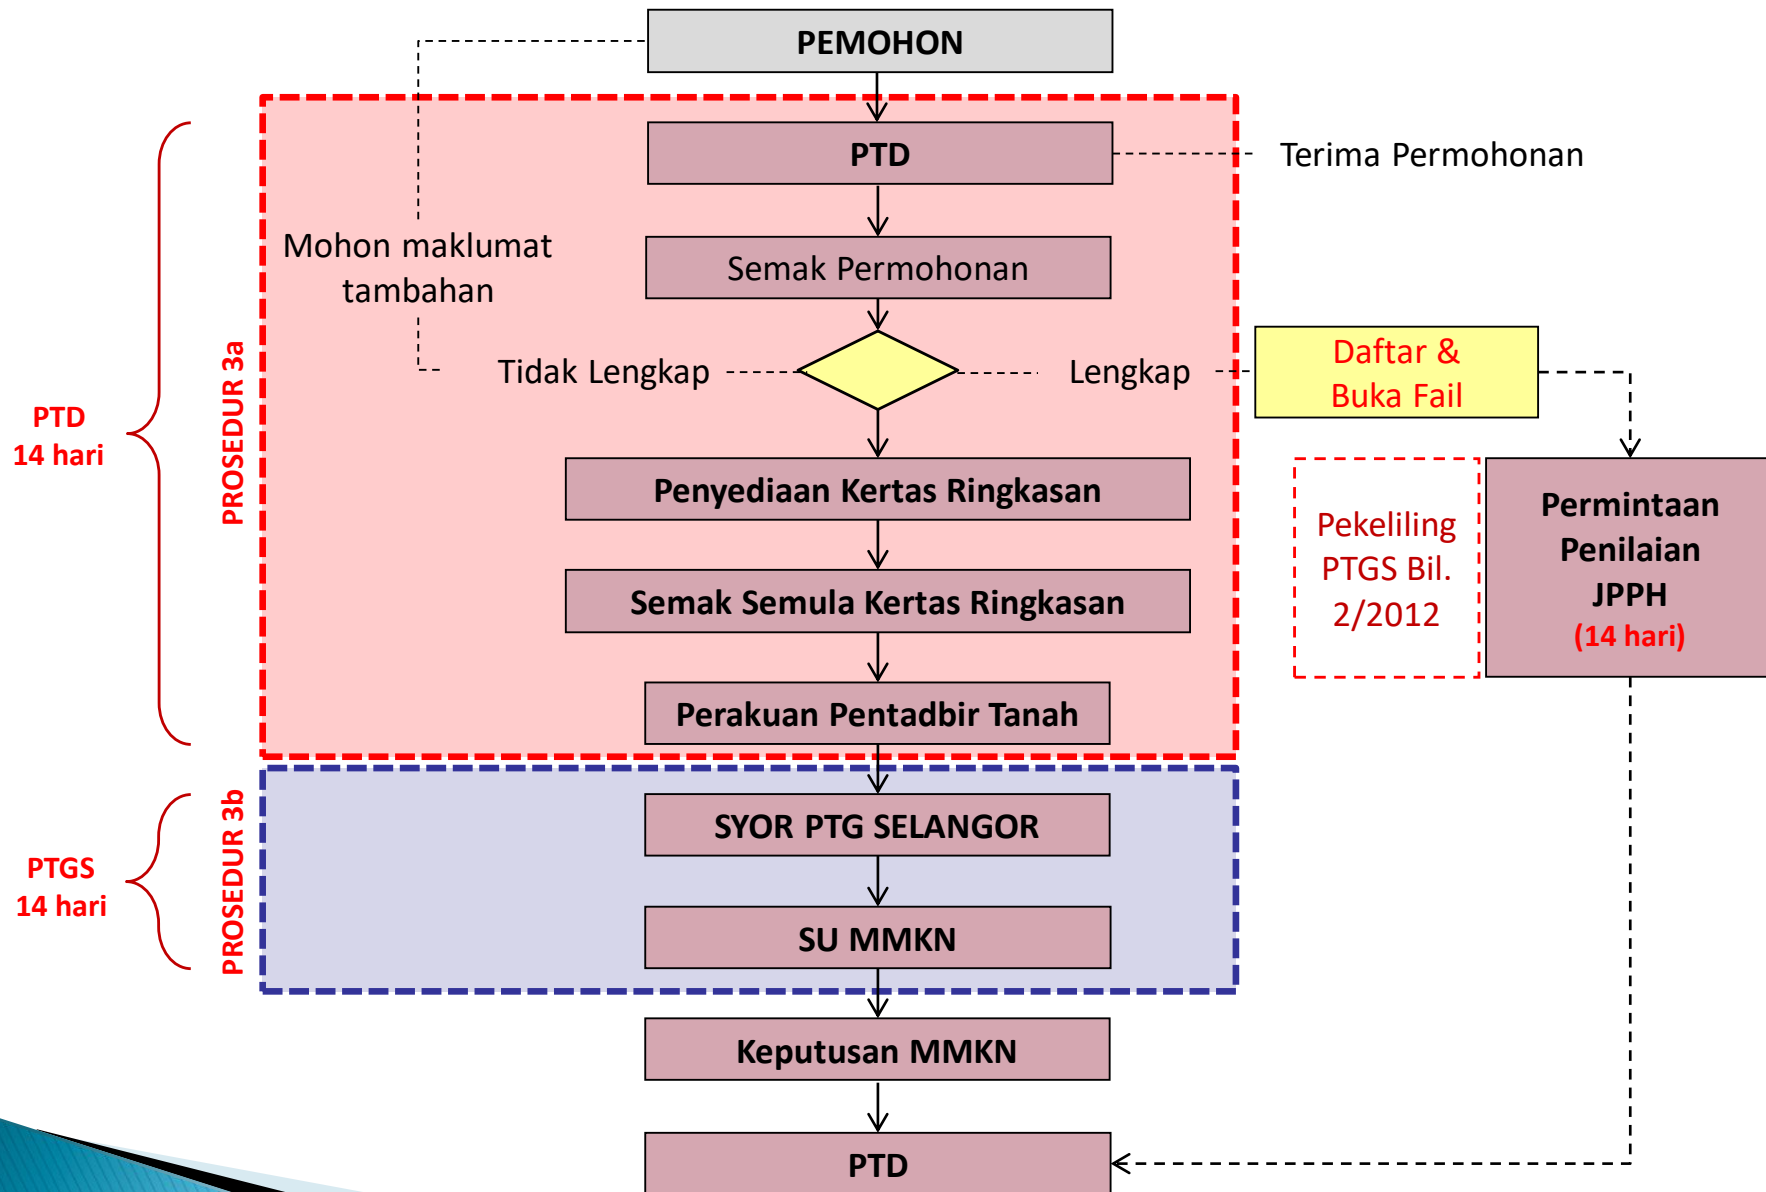 PEMOHON
PTD
Terima Permohonan
Mohon maklumat
tambahan
Semak Permohonan
Tidak Lengkap
Lengkap
Daftar &
Buka Fail
PTD
14 hari
PROSEDUR 3a
Penyediaan Kertas Ringkasan
Semak Semula Kertas Ringkasan
Perakuan Pentadbir Tanah
Pekeliling
PTGS Bil.
2/2012
Permintaan
Penilaian
JPPH
(14 hari)
PTGS
14 hari
PROSEDUR 3b
SYOR PTG SELANGOR
SU MMKN
Keputusan MMKN
PTD